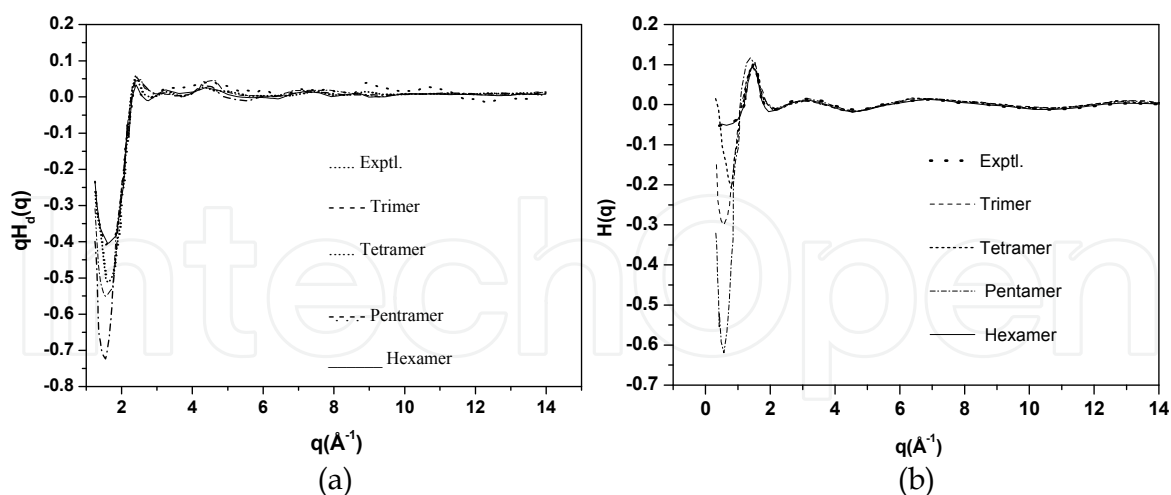 0.2
0.1
0.0
-0.1
-0.2
-0.3
-0.4
-0.5
-0.6
-0.7
-0.8
qH_d(q)
Exptl.
Trimer
Tetramer
Pentramer
Hexamer
2 4 6 8 10 12 14
q(Å⁻¹)
(a)
0.2
0.1
0.0
-0.1
-0.2
-0.3
-0.4
-0.5
-0.6
-0.7
H(q)
Exptl.
Trimer
Tetramer
Pentamer
Hexamer
0 2 4 6 8 10 12 14
q(Å⁻¹)
(b)
IntechOpen